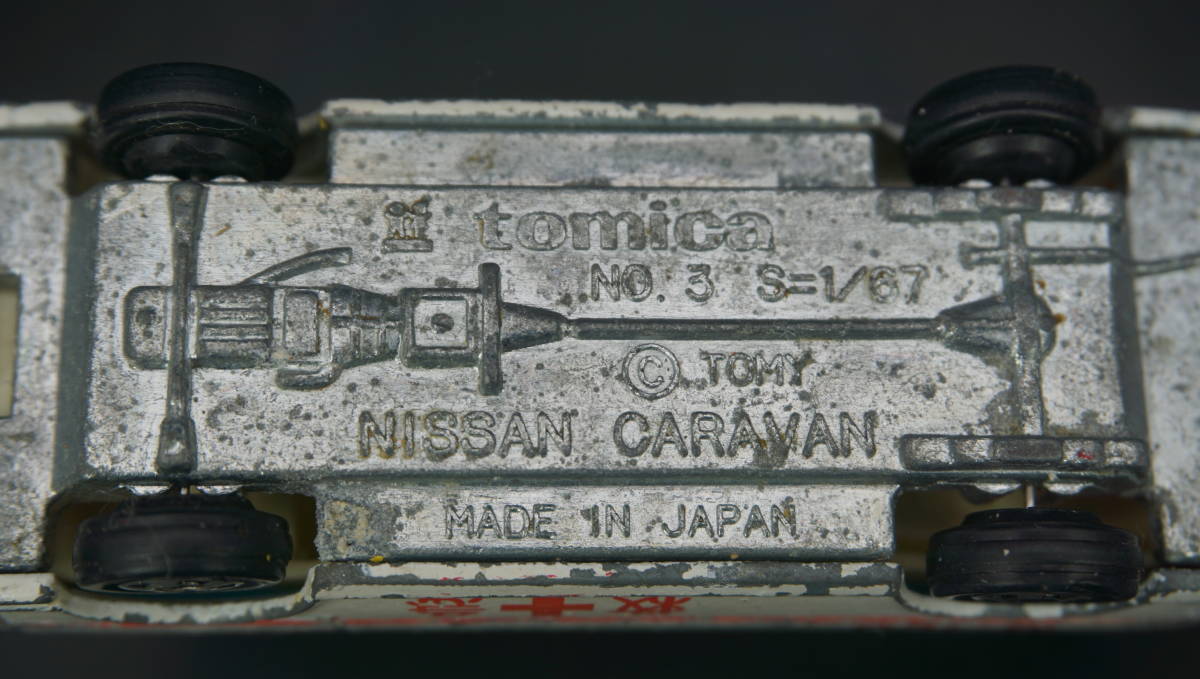 tomica
NO. 3 S=1/67
© TOMY
NISSAN CARAVAN
MADE IN JAPAN